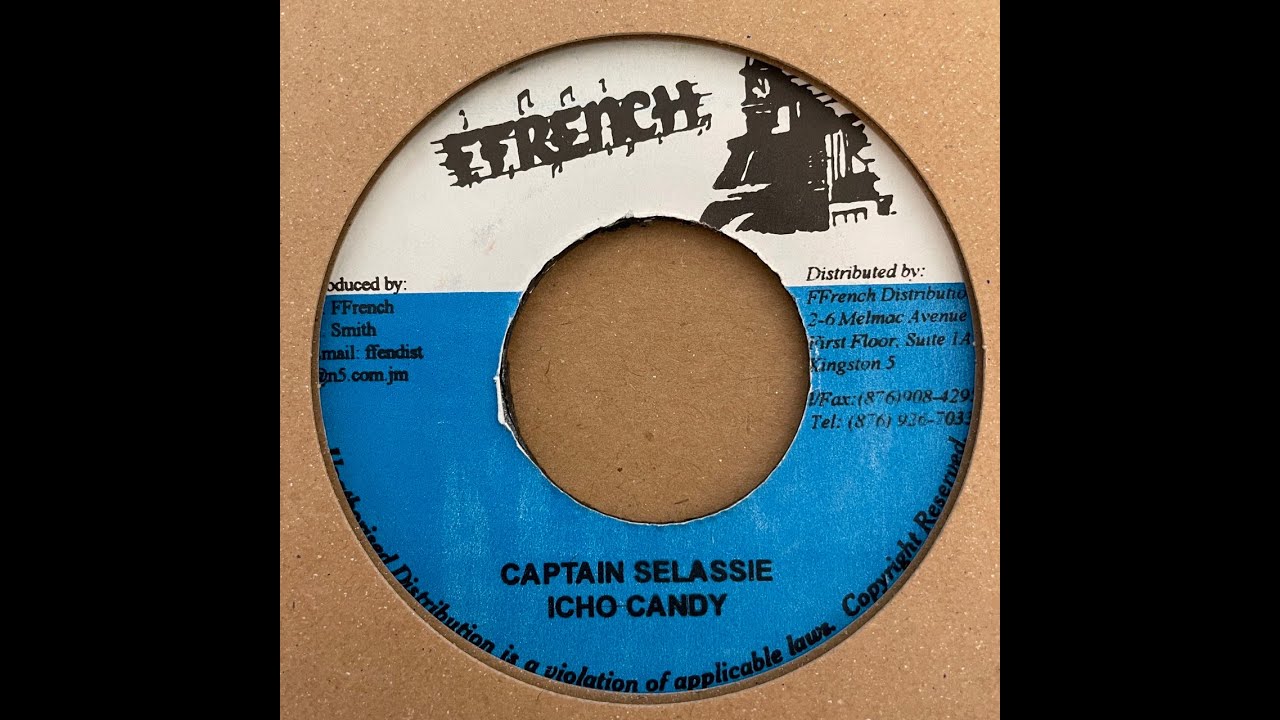 FFRENCH
oduced by:
FFrench
Smith
mail: ffendist
@n5.com.jm
Distributed by:
FFrench Distributio
2-6 Melmac Avenue
First Floor, Suite 1A
Kingston 5
/Fax:(876)908-429
Tel: (876) 926-703
CAPTAIN SELASSIE
ICHO CANDY
Unauthorised Distribution is a violation of applicable laws. Copyright Reserved